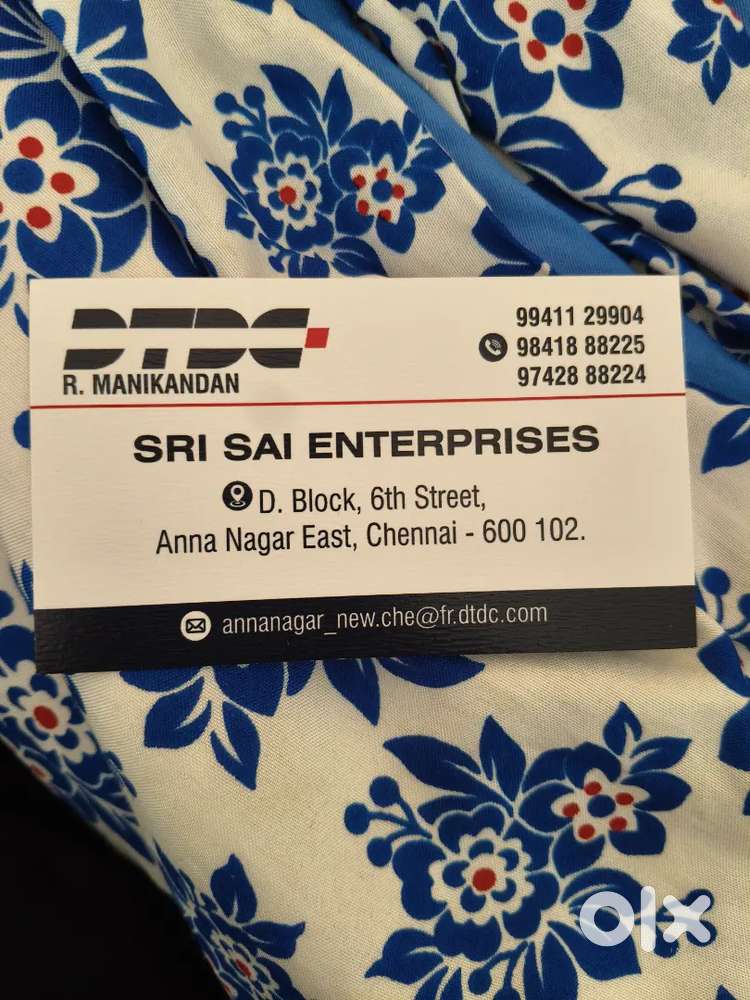 DTDC
R. MANIKANDAN
99411 29904
98418 88225
97428 88224
SRI SAI ENTERPRISES
D. Block, 6th Street,
Anna Nagar East, Chennai - 600 102.
annanagar_new.che@fr.dtdc.com
olx